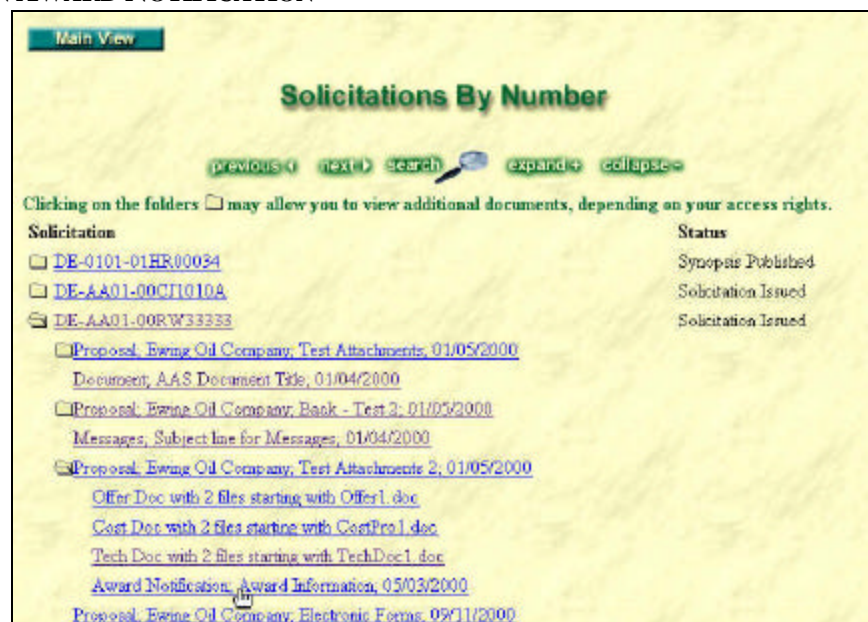 AWARD NOTIFICATION
Main View
Solicitations By Number
previous next search expand + collapse -
Clicking on the folders may allow you to view additional documents, depending on your access rights.
Solicitation Status
DE-0101-01HR00034 Synopsis Published
DE-AA01-00CJ1010A Solicitation Issued
DE-AA01-00RW33333 Solicitation Issued
Proposal; Ewing Oil Company; Test Attachments; 01/05/2000
Document; AAS Document Title; 01/04/2000
Proposal; Ewing Oil Company; Back - Test 2; 01/05/2000
Messages; Subject line for Messages; 01/04/2000
Proposal; Ewing Oil Company; Test Attachments 2; 01/05/2000
Offer Doc with 2 files starting with Offer1.doc
Cost Doc with 2 files starting with CostPro1.doc
Tech Doc with 2 files starting with TechDoc1.doc
Award Notification; Award Information; 05/03/2000
Proposal; Ewing Oil Company; Electronic Forms; 09/11/2000